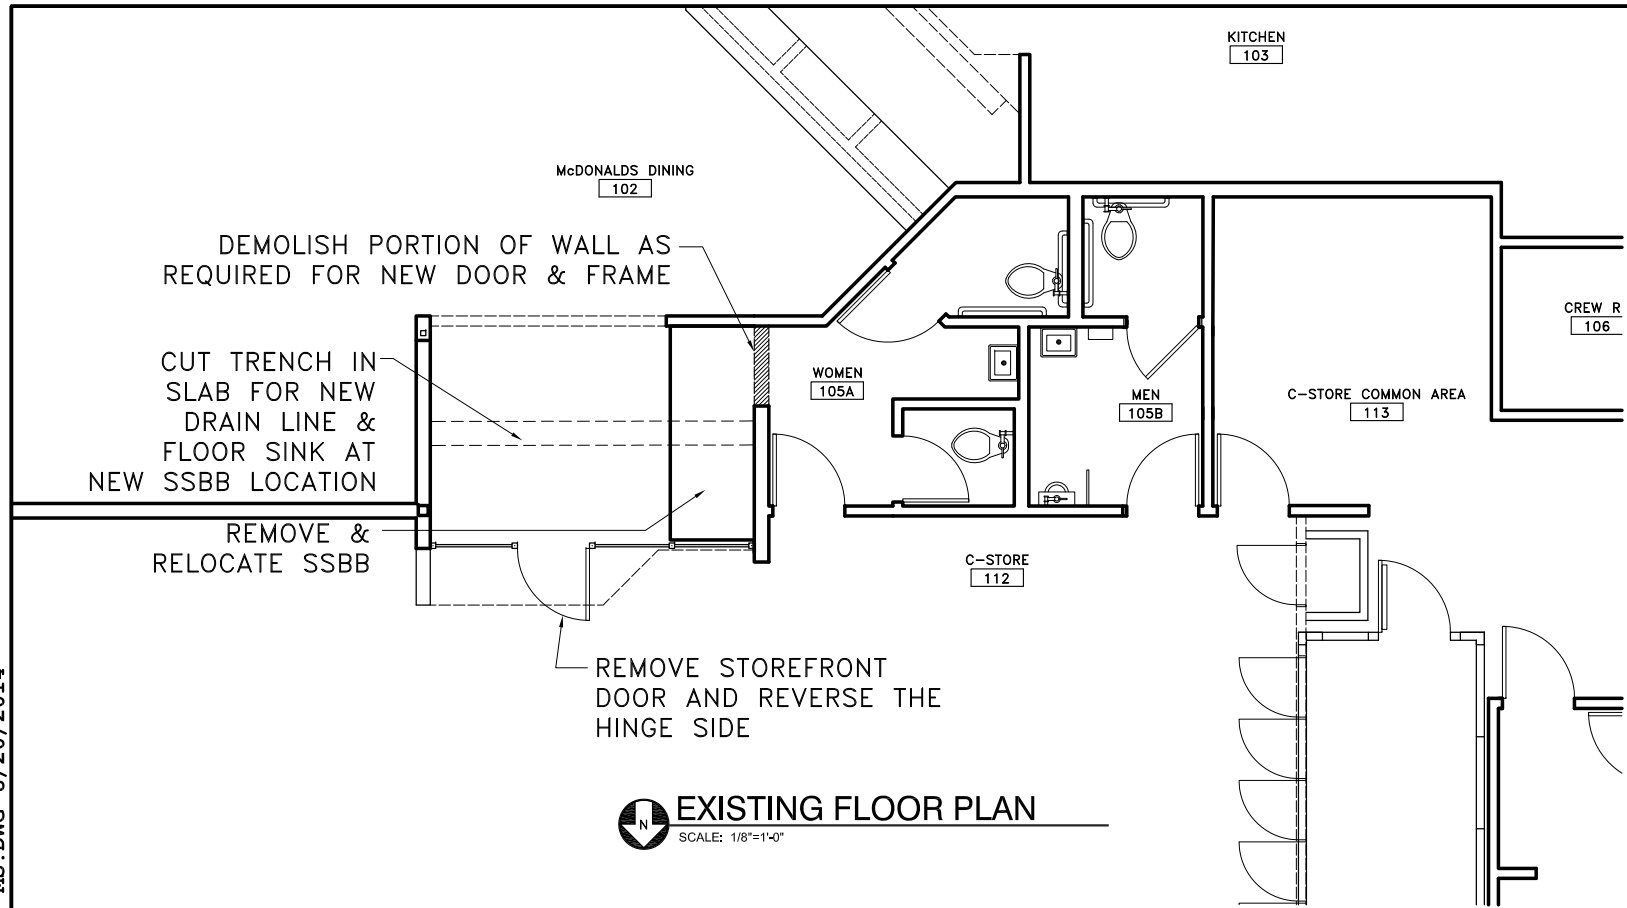 KITCHEN
103
McDONALDS DINING
102
DEMOLISH PORTION OF WALL AS
REQUIRED FOR NEW DOOR & FRAME
CREW R
106
CUT TRENCH IN
SLAB FOR NEW
DRAIN LINE &
FLOOR SINK AT
NEW SSBB LOCATION
WOMEN
105A
MEN
105B
C-STORE COMMON AREA
113
REMOVE &
RELOCATE SSBB
C-STORE
112
REMOVE STOREFRONT
DOOR AND REVERSE THE
HINGE SIDE
N
EXISTING FLOOR PLAN
SCALE: 1/8"=1'-0"